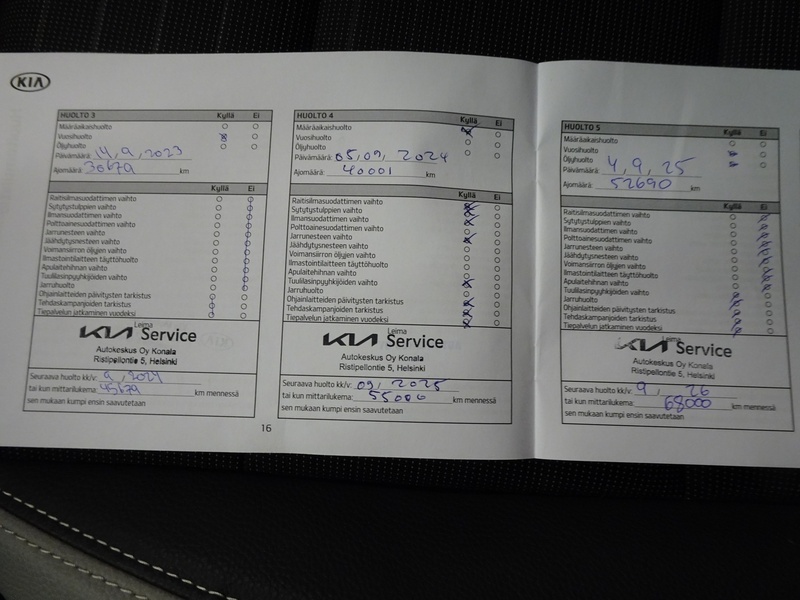 KIA
HUOLTO 3 Kyllä Ei
Määräaikaishuolto
Vuosihuolto
Öljyhuolto
Päivämäärä: 14,9,2023
Ajomäärä: 30679 km
Kyllä Ei
Raitisilmasuodattimen vaihto
Sytytystulppien vaihto
Ilmansuodattimen vaihto
Polttoainesuodattimen vaihto
Jarrunesteen vaihto
Jäähdytysnesteen vaihto
Voimansiirron öljyjen vaihto
Ilmastointilaitteen täyttöhuolto
Apulaitehihnan vaihto
Tuulilasinpyyhkijöiden vaihto
Jarruhuolto
Ohjainlaitteiden päivitysten tarkistus
Tehdaskampanjoiden tarkistus
Tiepalvelun jatkaminen vuodeksi
Leima
KIA Service
Autokeskus Oy Konala
Ristipellontie 5, Helsinki
Seuraava huolto kk/v: 9,2024
tai kun mittarilukema: 45679 km mennessä
sen mukaan kumpi ensin saavutetaan
16
HUOLTO 4 Kyllä Ei
Määräaikaishuolto
Vuosihuolto
Öljyhuolto
Päivämäärä: 05,09, 2024
Ajomäärä: 40001 km
Kyllä Ei
Raitisilmasuodattimen vaihto
Sytytystulppien vaihto
Ilmansuodattimen vaihto
Polttoainesuodattimen vaihto
Jarrunesteen vaihto
Jäähdytysnesteen vaihto
Voimansiirron öljyjen vaihto
Ilmastointilaitteen täyttöhuolto
Apulaitehihnan vaihto
Tuulilasinpyyhkijöiden vaihto
Jarruhuolto
Ohjainlaitteiden päivitysten tarkistus
Tehdaskampanjoiden tarkistus
Tiepalvelun jatkaminen vuodeksi
Leima
KIA Service
Autokeskus Oy Konala
Ristipellontie 5, Helsinki
Seuraava huolto kk/v: 09, 2025
tai kun mittarilukema: 55000 km mennessä
sen mukaan kumpi ensin saavutetaan
HUOLTO 5 Kyllä Ei
Määräaikaishuolto
Vuosihuolto
Öljyhuolto
Päivämäärä: 4,9,25
Ajomäärä: 52690 km
Kyllä Ei
Raitisilmasuodattimen vaihto
Sytytystulppien vaihto
Ilmansuodattimen vaihto
Polttoainesuodattimen vaihto
Jarrunesteen vaihto
Jäähdytysnesteen vaihto
Voimansiirron öljyjen vaihto
Ilmastointilaitteen täyttöhuolto
Apulaitehihnan vaihto
Tuulilasinpyyhkijöiden vaihto
Jarruhuolto
Ohjainlaitteiden päivitysten tarkistus
Tehdaskampanjoiden tarkistus
Tiepalvelun jatkaminen vuodeksi
Leima
KIA Service
Autokeskus Oy Konala
Ristipellontie 5, Helsinki
Seuraava huolto kk/v: 9, 26
tai kun mittarilukema: 68000 km mennessä
sen mukaan kumpi ensin saavutetaan